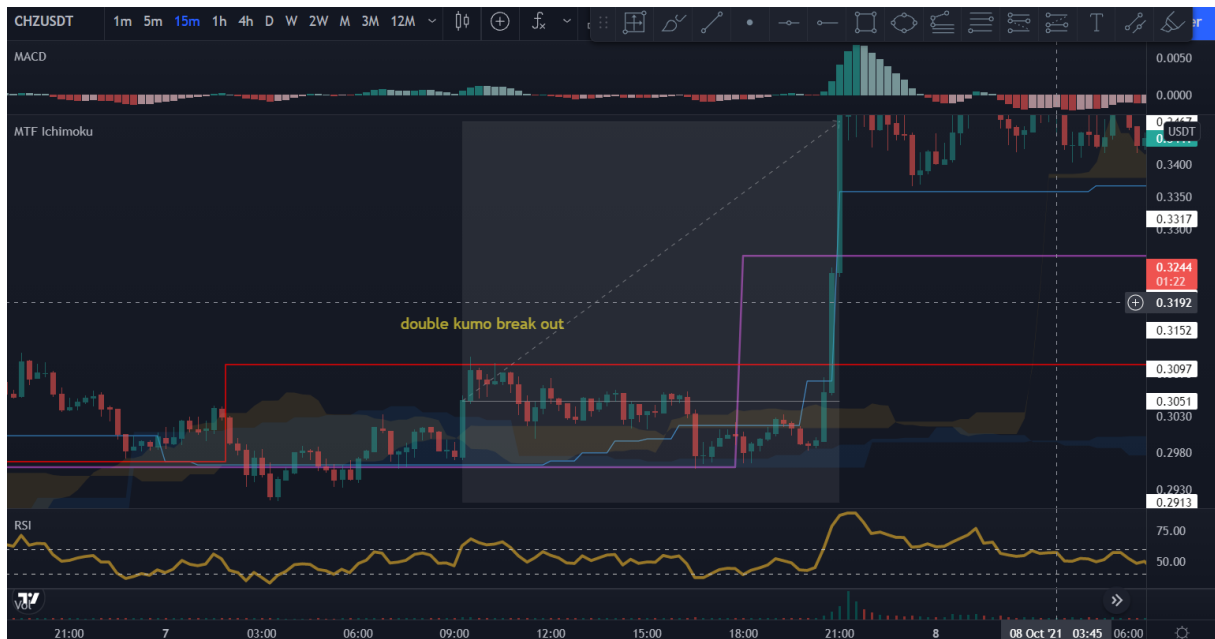 CHZUSDT 1m 5m 15m 1h 4h D W 2W M 3M 12M
MACD
0.0050
0.0000
MTF Ichimoku
USDT
0.3400
0.3350
0.3317
0.3300
0.3244
01:22
0.3192
double kumo break out
0.3152
0.3097
0.3051
0.3030
0.2980
0.2930
0.2913
RSI
75.00
50.00
Vol
21:00 7 03:00 06:00 09:00 12:00 15:00 18:00 21:00 8 08 Oct '21 03:45 06:00